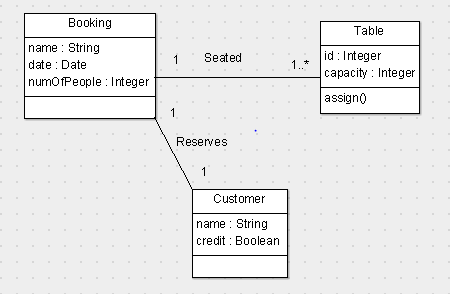 Booking
name : String
date : Date
numOfPeople : Integer
1
Seated
1..*
Table
id : Integer
capacity : Integer
assign()
1
Reserves
1
Customer
name : String
credit : Boolean